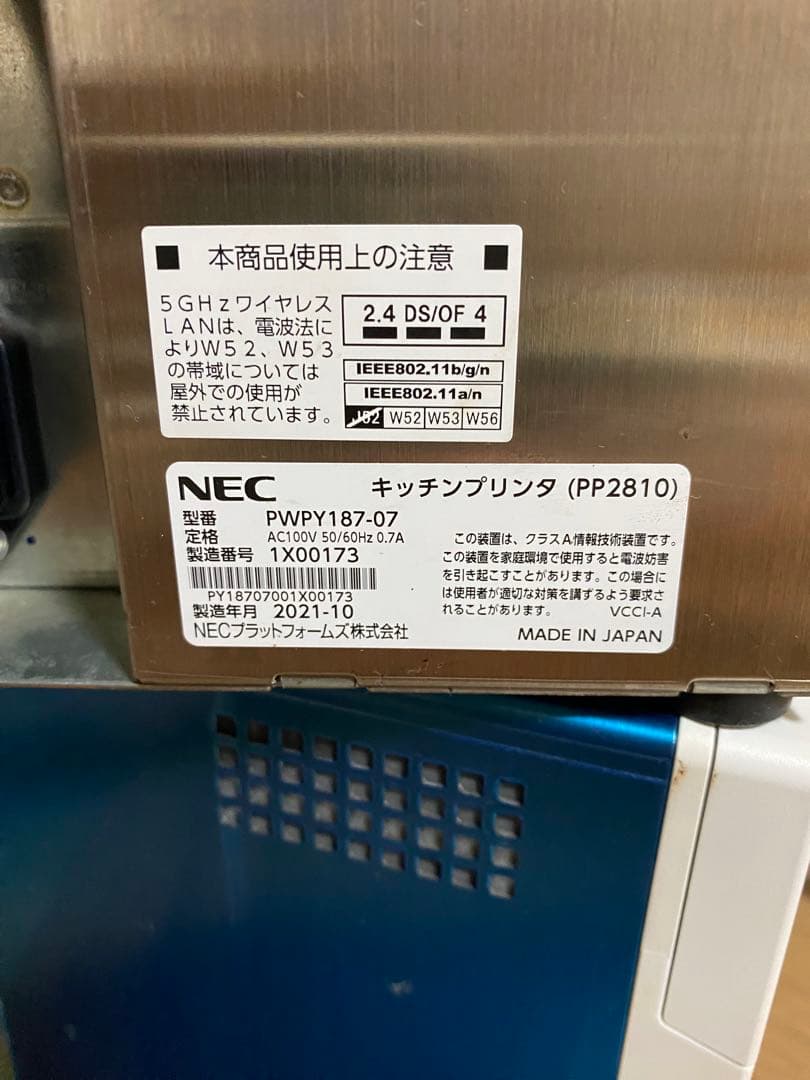 ■ 本商品使用上の注意 ■
5GHzワイヤレス
LANは、電波法に
よりW52、W53
の帯域については
屋外での使用が
禁止されています。
2.4 DS/OF 4
IEEE802.11b/g/n
IEEE802.11a/n
J52 W52 W53 W56
NEC キッチンプリンタ (PP2810)
型番 PWPY187-07
定格 AC100V 50/60Hz 0.7A
製造番号 1X00173
PY18707001X00173
製造年月 2021-10
NECプラットフォームズ株式会社
この装置は、クラスA情報技術装置です。
この装置を家庭環境で使用すると電波妨害
を引き起こすことがあります。この場合に
は使用者が適切な対策を講ずるよう要求さ
れることがあります。 VCCI-A
MADE IN JAPAN